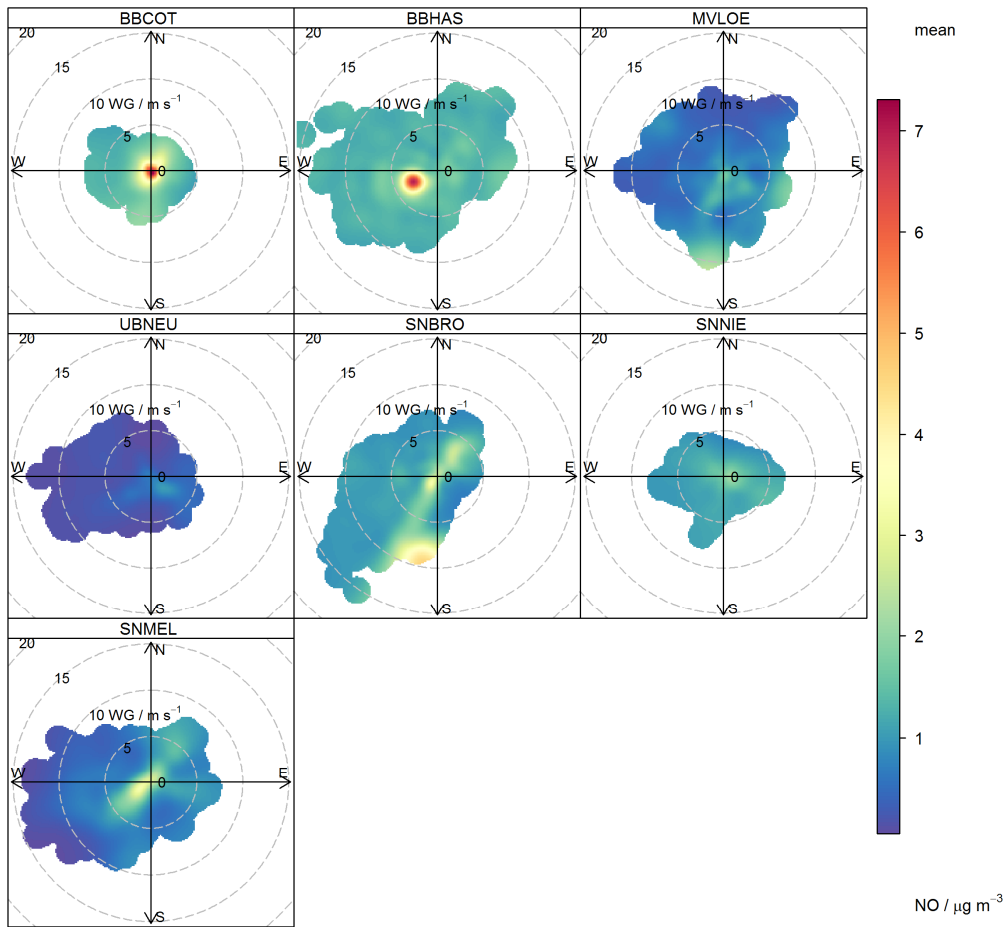 BBCOT
BBHAS
MVLOE
mean
20
N
15
10 WG / m s⁻¹
5
W
0
E
S
20
N
15
10 WG / m s⁻¹
5
W
0
E
S
20
N
15
10 WG / m s⁻¹
5
W
0
E
S
UBNEU
SNBRO
SNNIE
20
N
15
10 WG / m s⁻¹
5
W
0
E
S
20
N
15
10 WG / m s⁻¹
5
W
0
E
S
20
N
15
10 WG / m s⁻¹
5
W
0
E
S
SNMEL
20
N
15
10 WG / m s⁻¹
5
W
0
E
S
7
6
5
4
3
2
1
NO / μg m⁻³